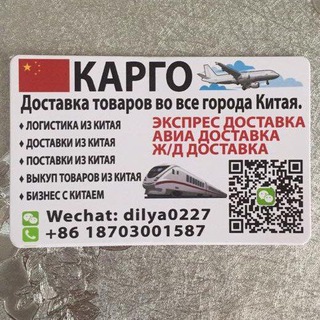 КАРГО
Доставка товаров во все города Китая.
♦ ЛОГИСТИКА ИЗ КИТАЯ
♦ ДОСТАВКИ ИЗ КИТАЯ
♦ ПОСТАВКИ ИЗ КИТАЯ
♦ ВЫКУП ТОВАРОВ ИЗ КИТАЯ
♦ БИЗНЕС С КИТАЕМ
ЭКСПРЕС ДОСТАВКА
АВИА ДОСТАВКА
Ж/Д ДОСТАВКА
Wechat: dilya0227
+86 18703001587